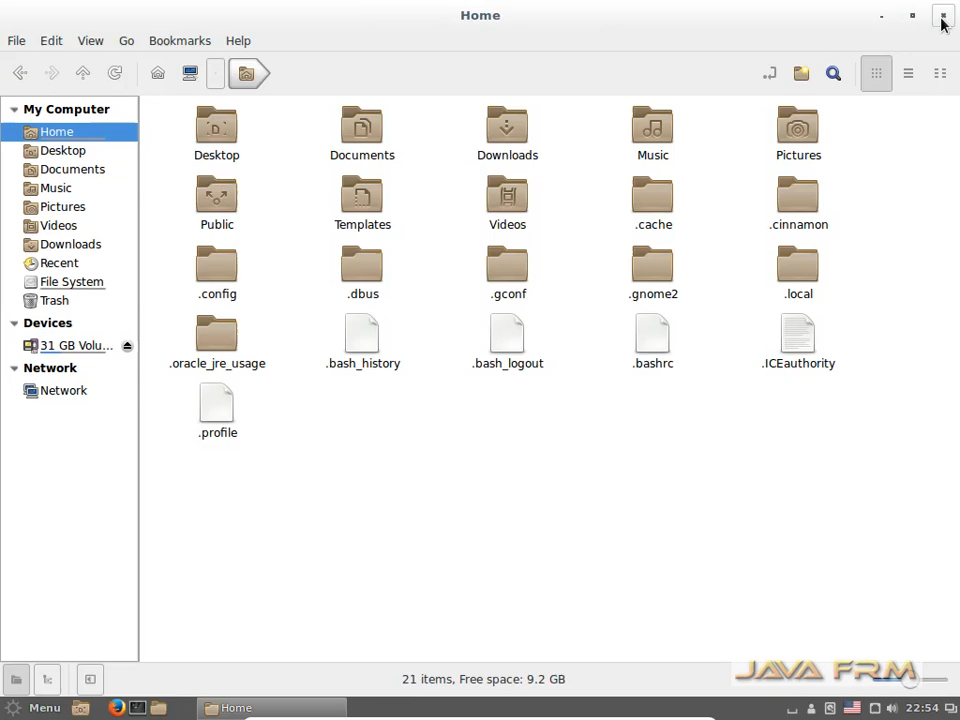 Home
File Edit View Go Bookmarks Help
My Computer
Home
Desktop
Documents
Music
Pictures
Videos
Downloads
Recent
File System
Trash
Devices
31 GB Volu...
Network
Network
Desktop Documents Downloads Music Pictures
Public Templates Videos .cache .cinnamon
.config .dbus .gconf .gnome2 .local
.oracle_jre_usage .bash_history .bash_logout .bashrc .ICEauthority
.profile
21 items, Free space: 9.2 GB
JAVA FRM
Menu Home 22:54